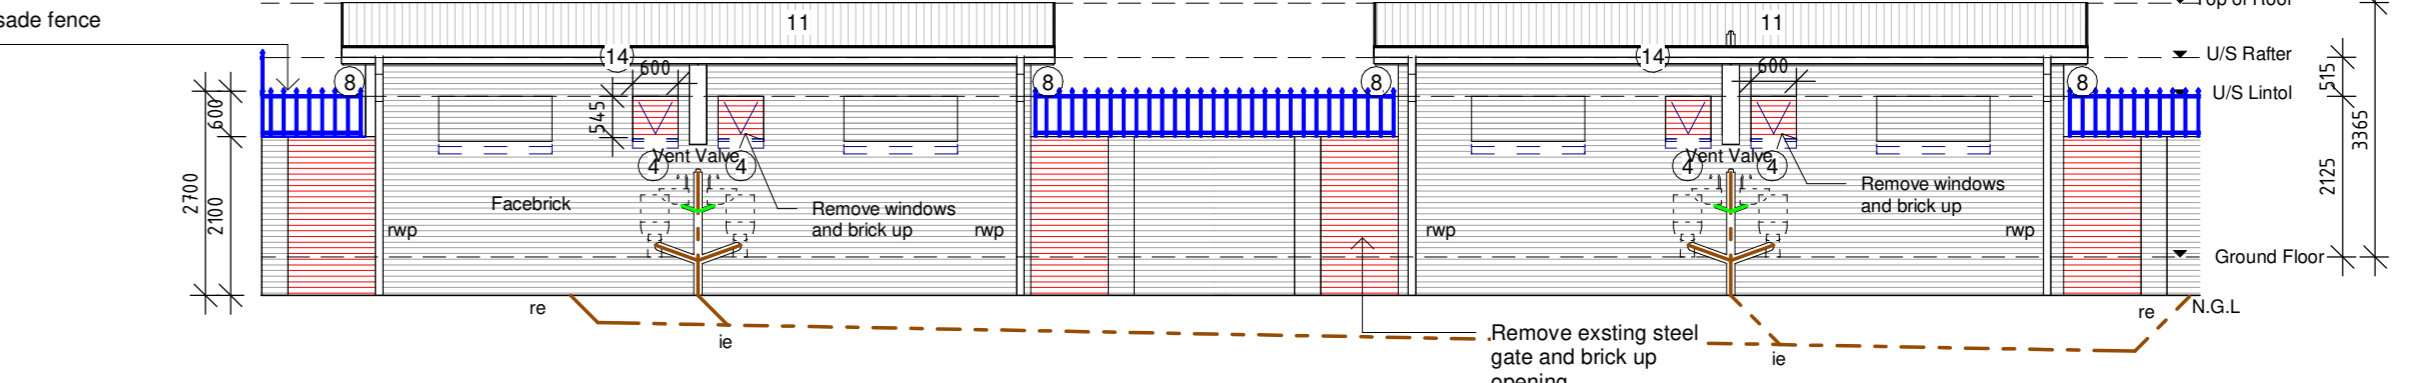 sade fence
11
11
Top of Roof
14
14
U/S Rafter
600
600
515
8
8
8
8
U/S Lintol
600
545
3365
Vent Valve
Vent Valve
4
4
4
4
2700
2100
2125
Facebrick
Remove windows
and brick up
Remove windows
and brick up
rwp
rwp
rwp
rwp
Ground Floor
re
re
N.G.L
ie
Remove exsting steel
gate and brick up
opening
ie